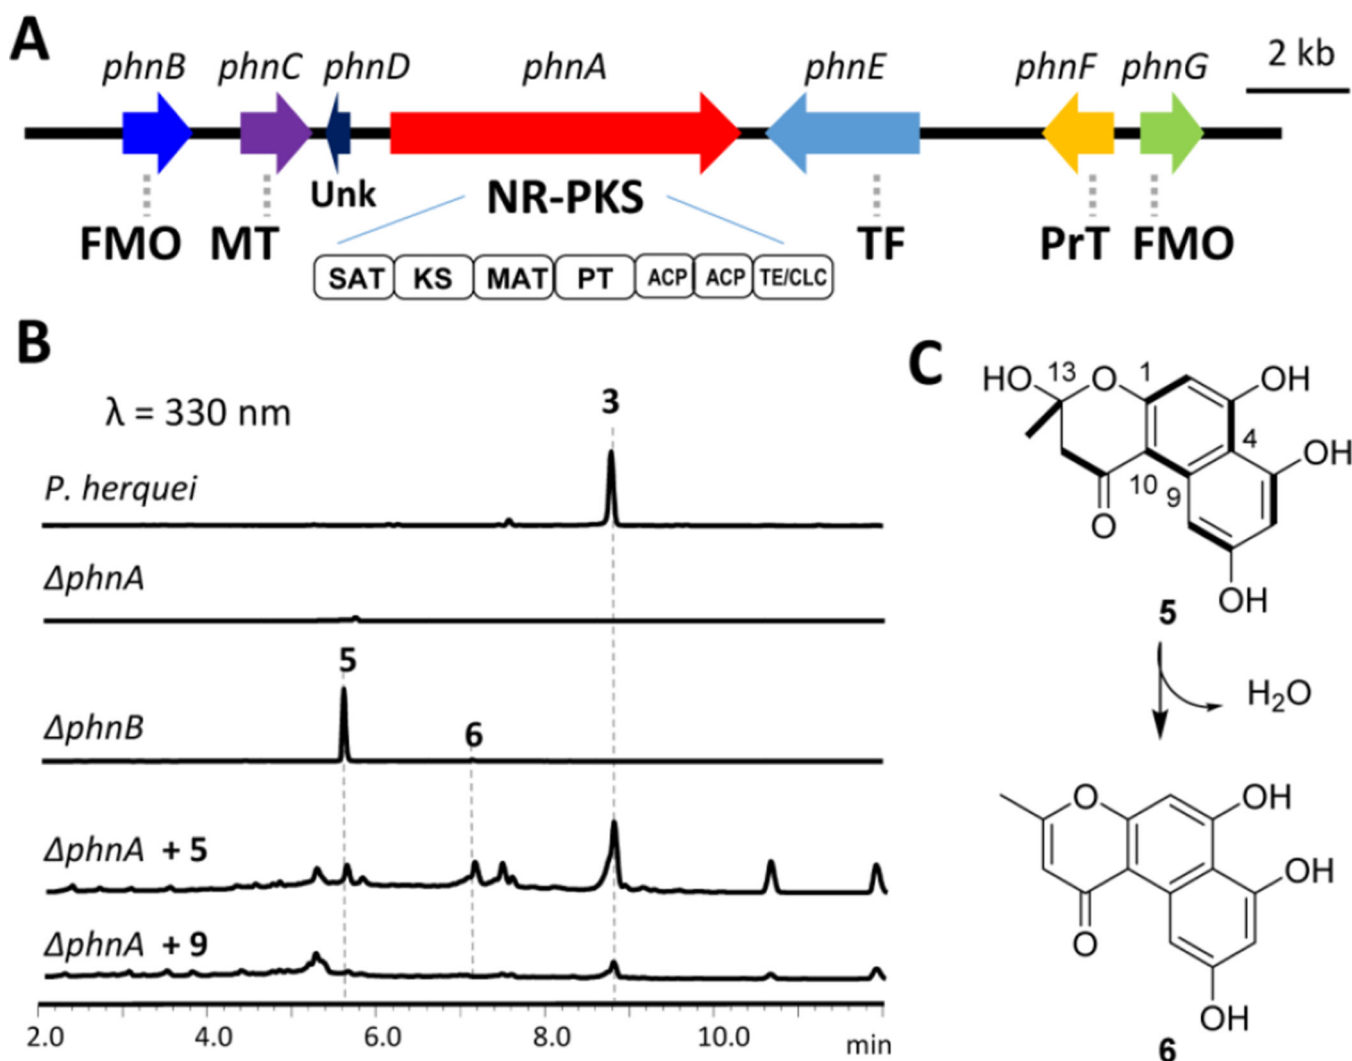 A
phnB phnC phnD phnA phnE phnF phnG 2 kb
Unk
FMO MT NR-PKS TF PrT FMO
SAT KS MAT PT ACP ACP TE/CLC
B
λ = 330 nm
3
P. herquei
ΔphnA
5
ΔphnB
6
ΔphnA + 5
ΔphnA + 9
2.0 4.0 6.0 8.0 10.0 min
C
HO 13 O 1 OH
4 OH
10 9
O
OH
5
H₂O
O OH
OH
O
OH
6